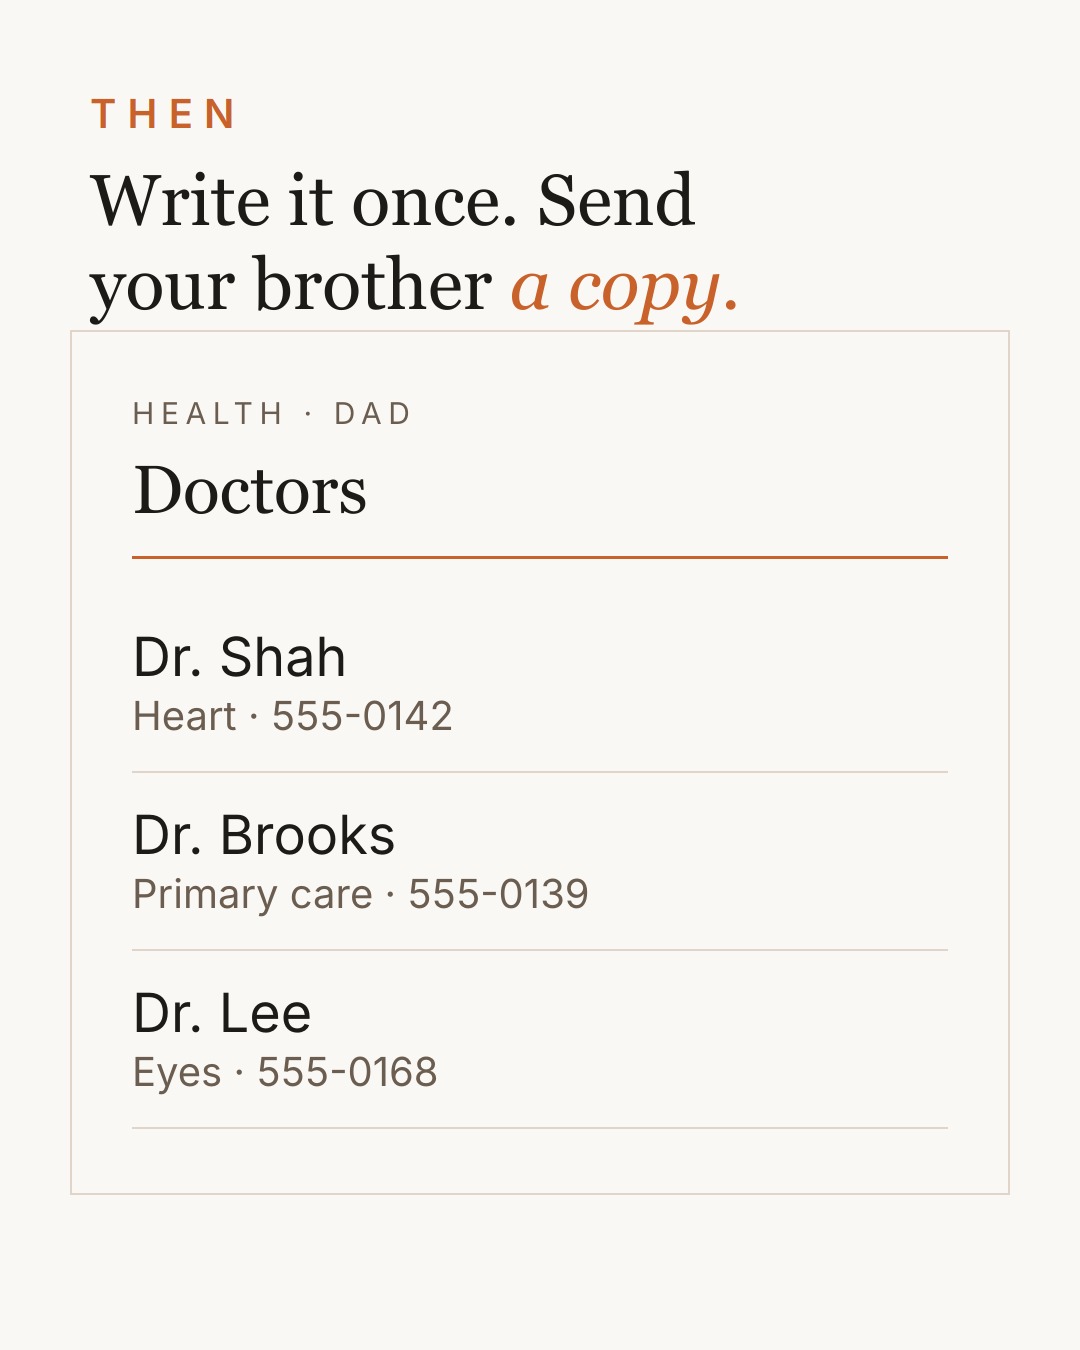 THEN
Write it once. Send
your brother a copy.
HEALTH · DAD
Doctors
Dr. Shah
Heart · 555-0142
Dr. Brooks
Primary care · 555-0139
Dr. Lee
Eyes · 555-0168